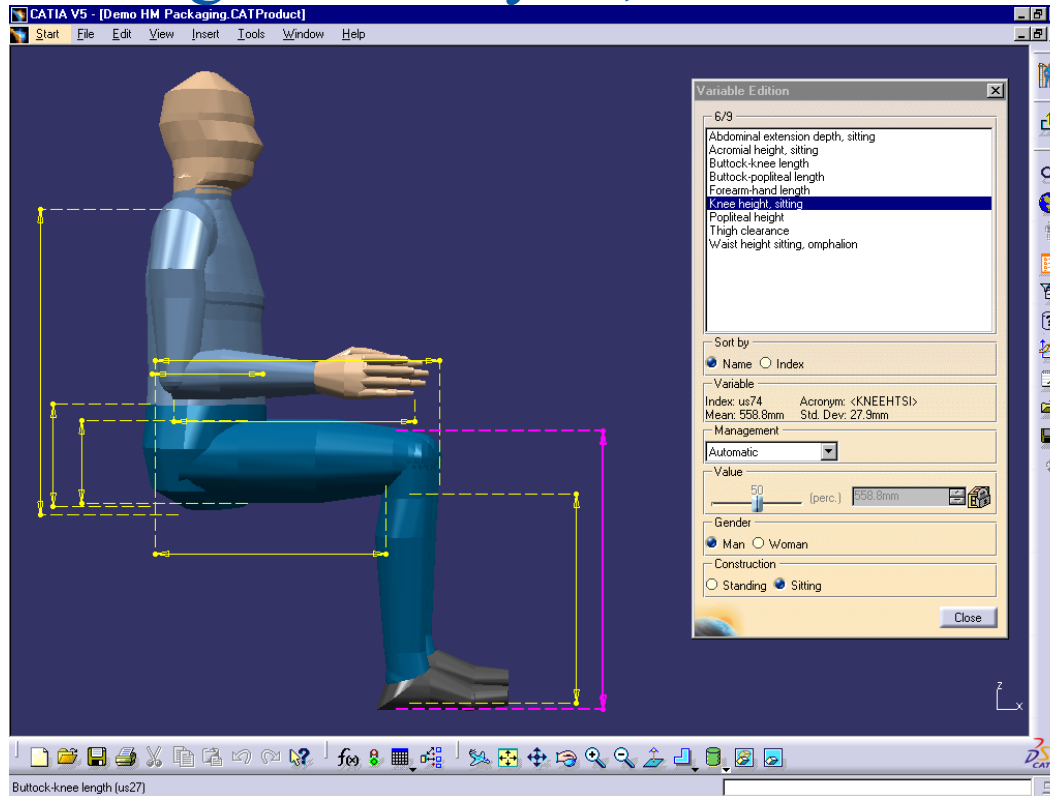 CATIA V5 - [Demo HM Packaging.CATProduct]
Start File Edit View Insert Tools Window Help
Variable Edition
6/9
Abdominal extension depth, sitting
Acromial height, sitting
Buttock-knee length
Buttock-popliteal length
Forearm-hand length
Knee height, sitting
Popliteal height
Thigh clearance
Waist height sitting, omphalion
Sort by
Name Index
Variable
Index: us74 Acronym: <KNEEHTSI>
Mean: 558.8mm Std. Dev: 27.9mm
Management
Automatic
Value
50 (perc.) 558.8mm
Gender
Man Woman
Construction
Standing Sitting
Close
z
x
f(x)
CAT
Buttock-knee length (us27)